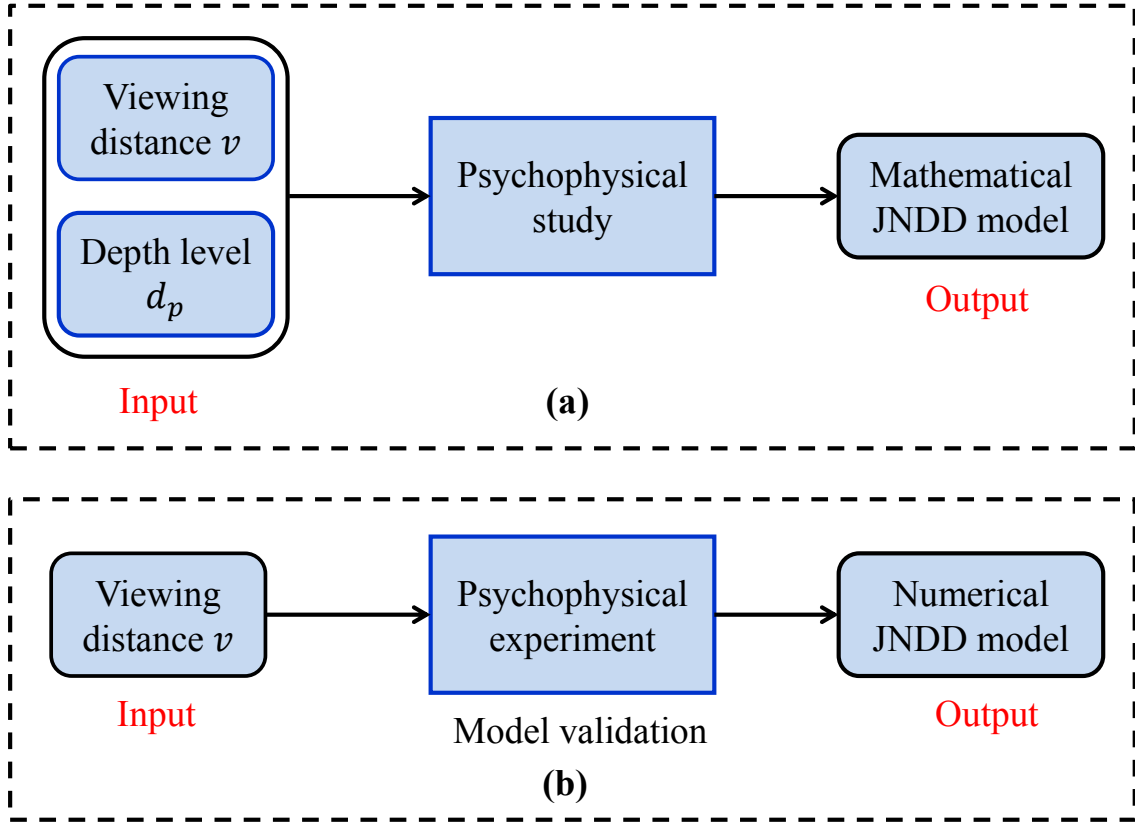 Viewing
distance v
Depth level
d_p
Input
Psychophysical
study
Mathematical
JNDD model
Output
(a)
Viewing
distance v
Input
Psychophysical
experiment
Model validation
Numerical
JNDD model
Output
(b)